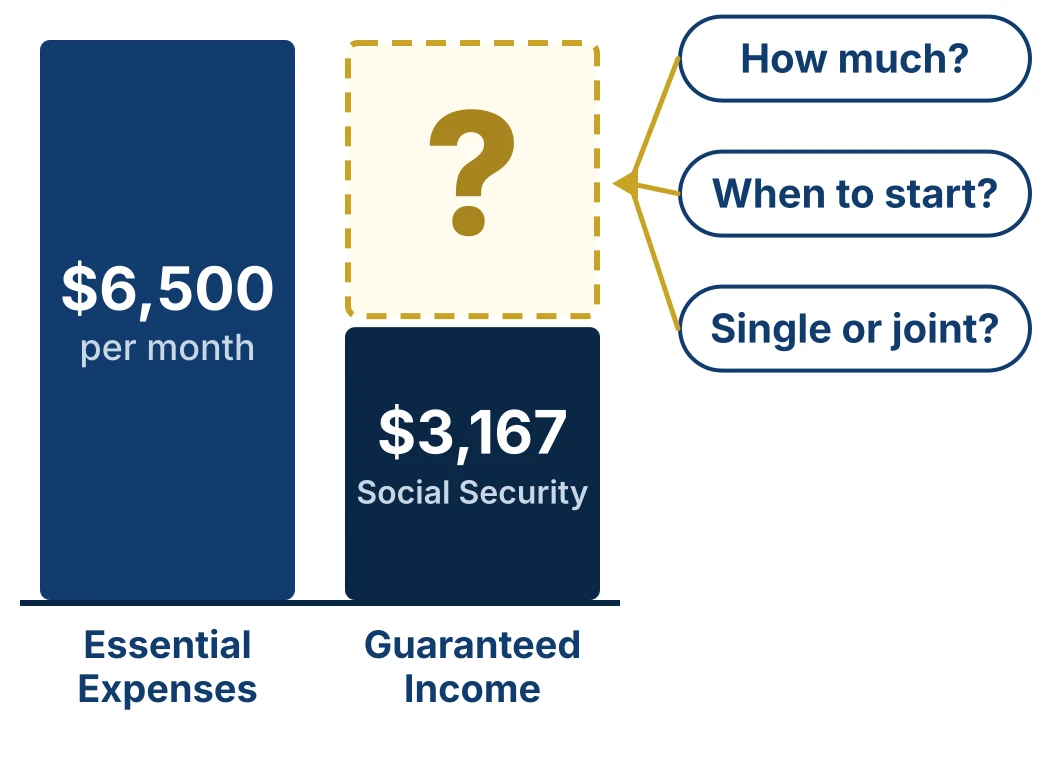 $6,500
per month
Essential
Expenses
?
$3,167
Social Security
Guaranteed
Income
How much?
When to start?
Single or joint?